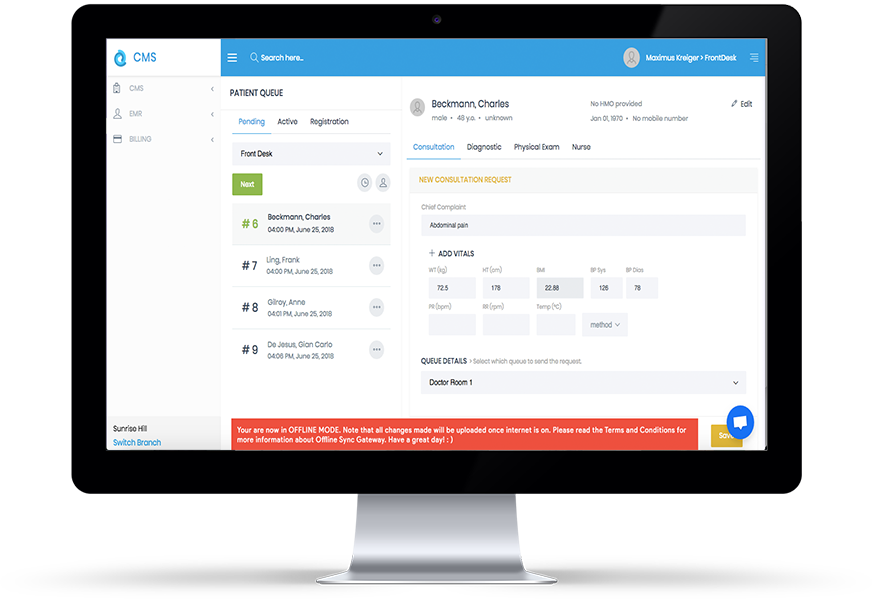 CMS
Search here...
Maximus Kreiger > FrontDesk
CMS
EMR
BILLING
Sunrise Hill
Switch Branch
PATIENT QUEUE
Pending Active Registration
Front Desk
Next
# 6 Beckmann, Charles
04:00 PM, June 25, 2018
# 7 Ling, Frank
04:00 PM, June 25, 2018
# 8 Gilroy, Anne
04:01 PM, June 25, 2018
# 9 De Jesus, Gian Carlo
04:06 PM, June 25, 2018
Beckmann, Charles
male • 48 y.o. • unknown
No HMO provided
Jan 01, 1970 • No mobile number
Edit
Consultation Diagnostic Physical Exam Nurse
NEW CONSULTATION REQUEST
Chief Complaint
Abdominal pain
+ ADD VITALS
WT (kg) HT (cm) BMI BP Sys BP Dias
72.5 178 22.88 126 78
PR (bpm) RR (rpm) Temp (ºC)
method
QUEUE DETAILS > Select which queue to send the request.
Doctor Room 1
Your are now in OFFLINE MODE. Note that all changes made will be uploaded once internet is on. Please read the Terms and Conditions for
more information about Offline Sync Gateway. Have a great day! : )